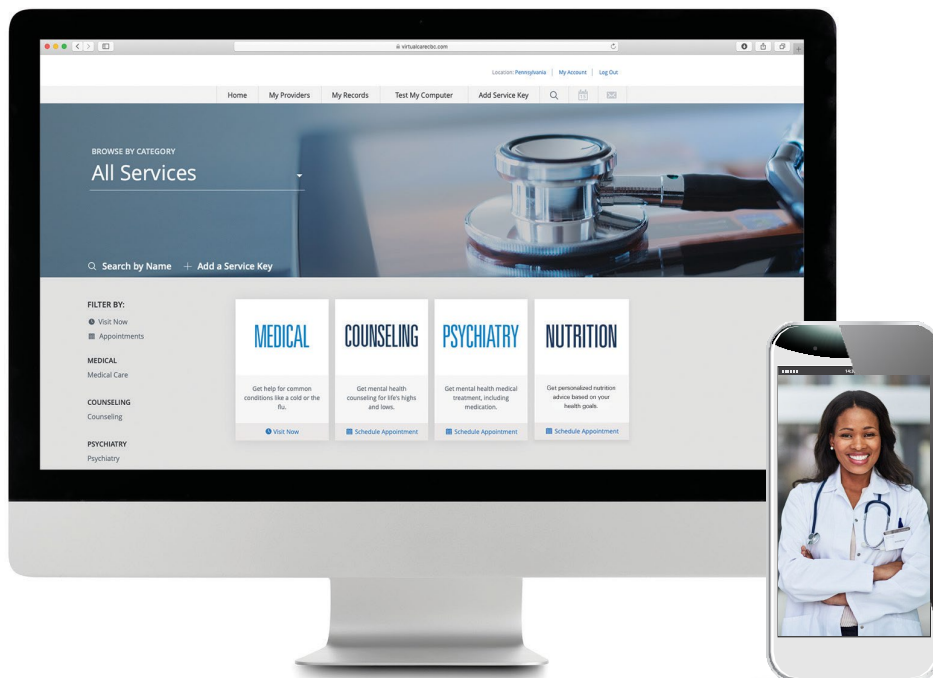 virtualcarecbc.com
Location: Pennsylvania | My Account | Log Out
Home My Providers My Records Test My Computer Add Service Key
BROWSE BY CATEGORY
All Services
Search by Name + Add a Service Key
FILTER BY:
Visit Now
Appointments
MEDICAL
Medical Care
COUNSELING
Counseling
PSYCHIATRY
Psychiatry
MEDICAL
Get help for common
conditions like a cold or the
flu.
Visit Now
COUNSELING
Get mental health
counseling for life's highs
and lows.
Schedule Appointment
PSYCHIATRY
Get mental health medical
treatment, including
medication.
Schedule Appointment
NUTRITION
Get personalized nutrition
advice based on your
health goals.
Schedule Appointment